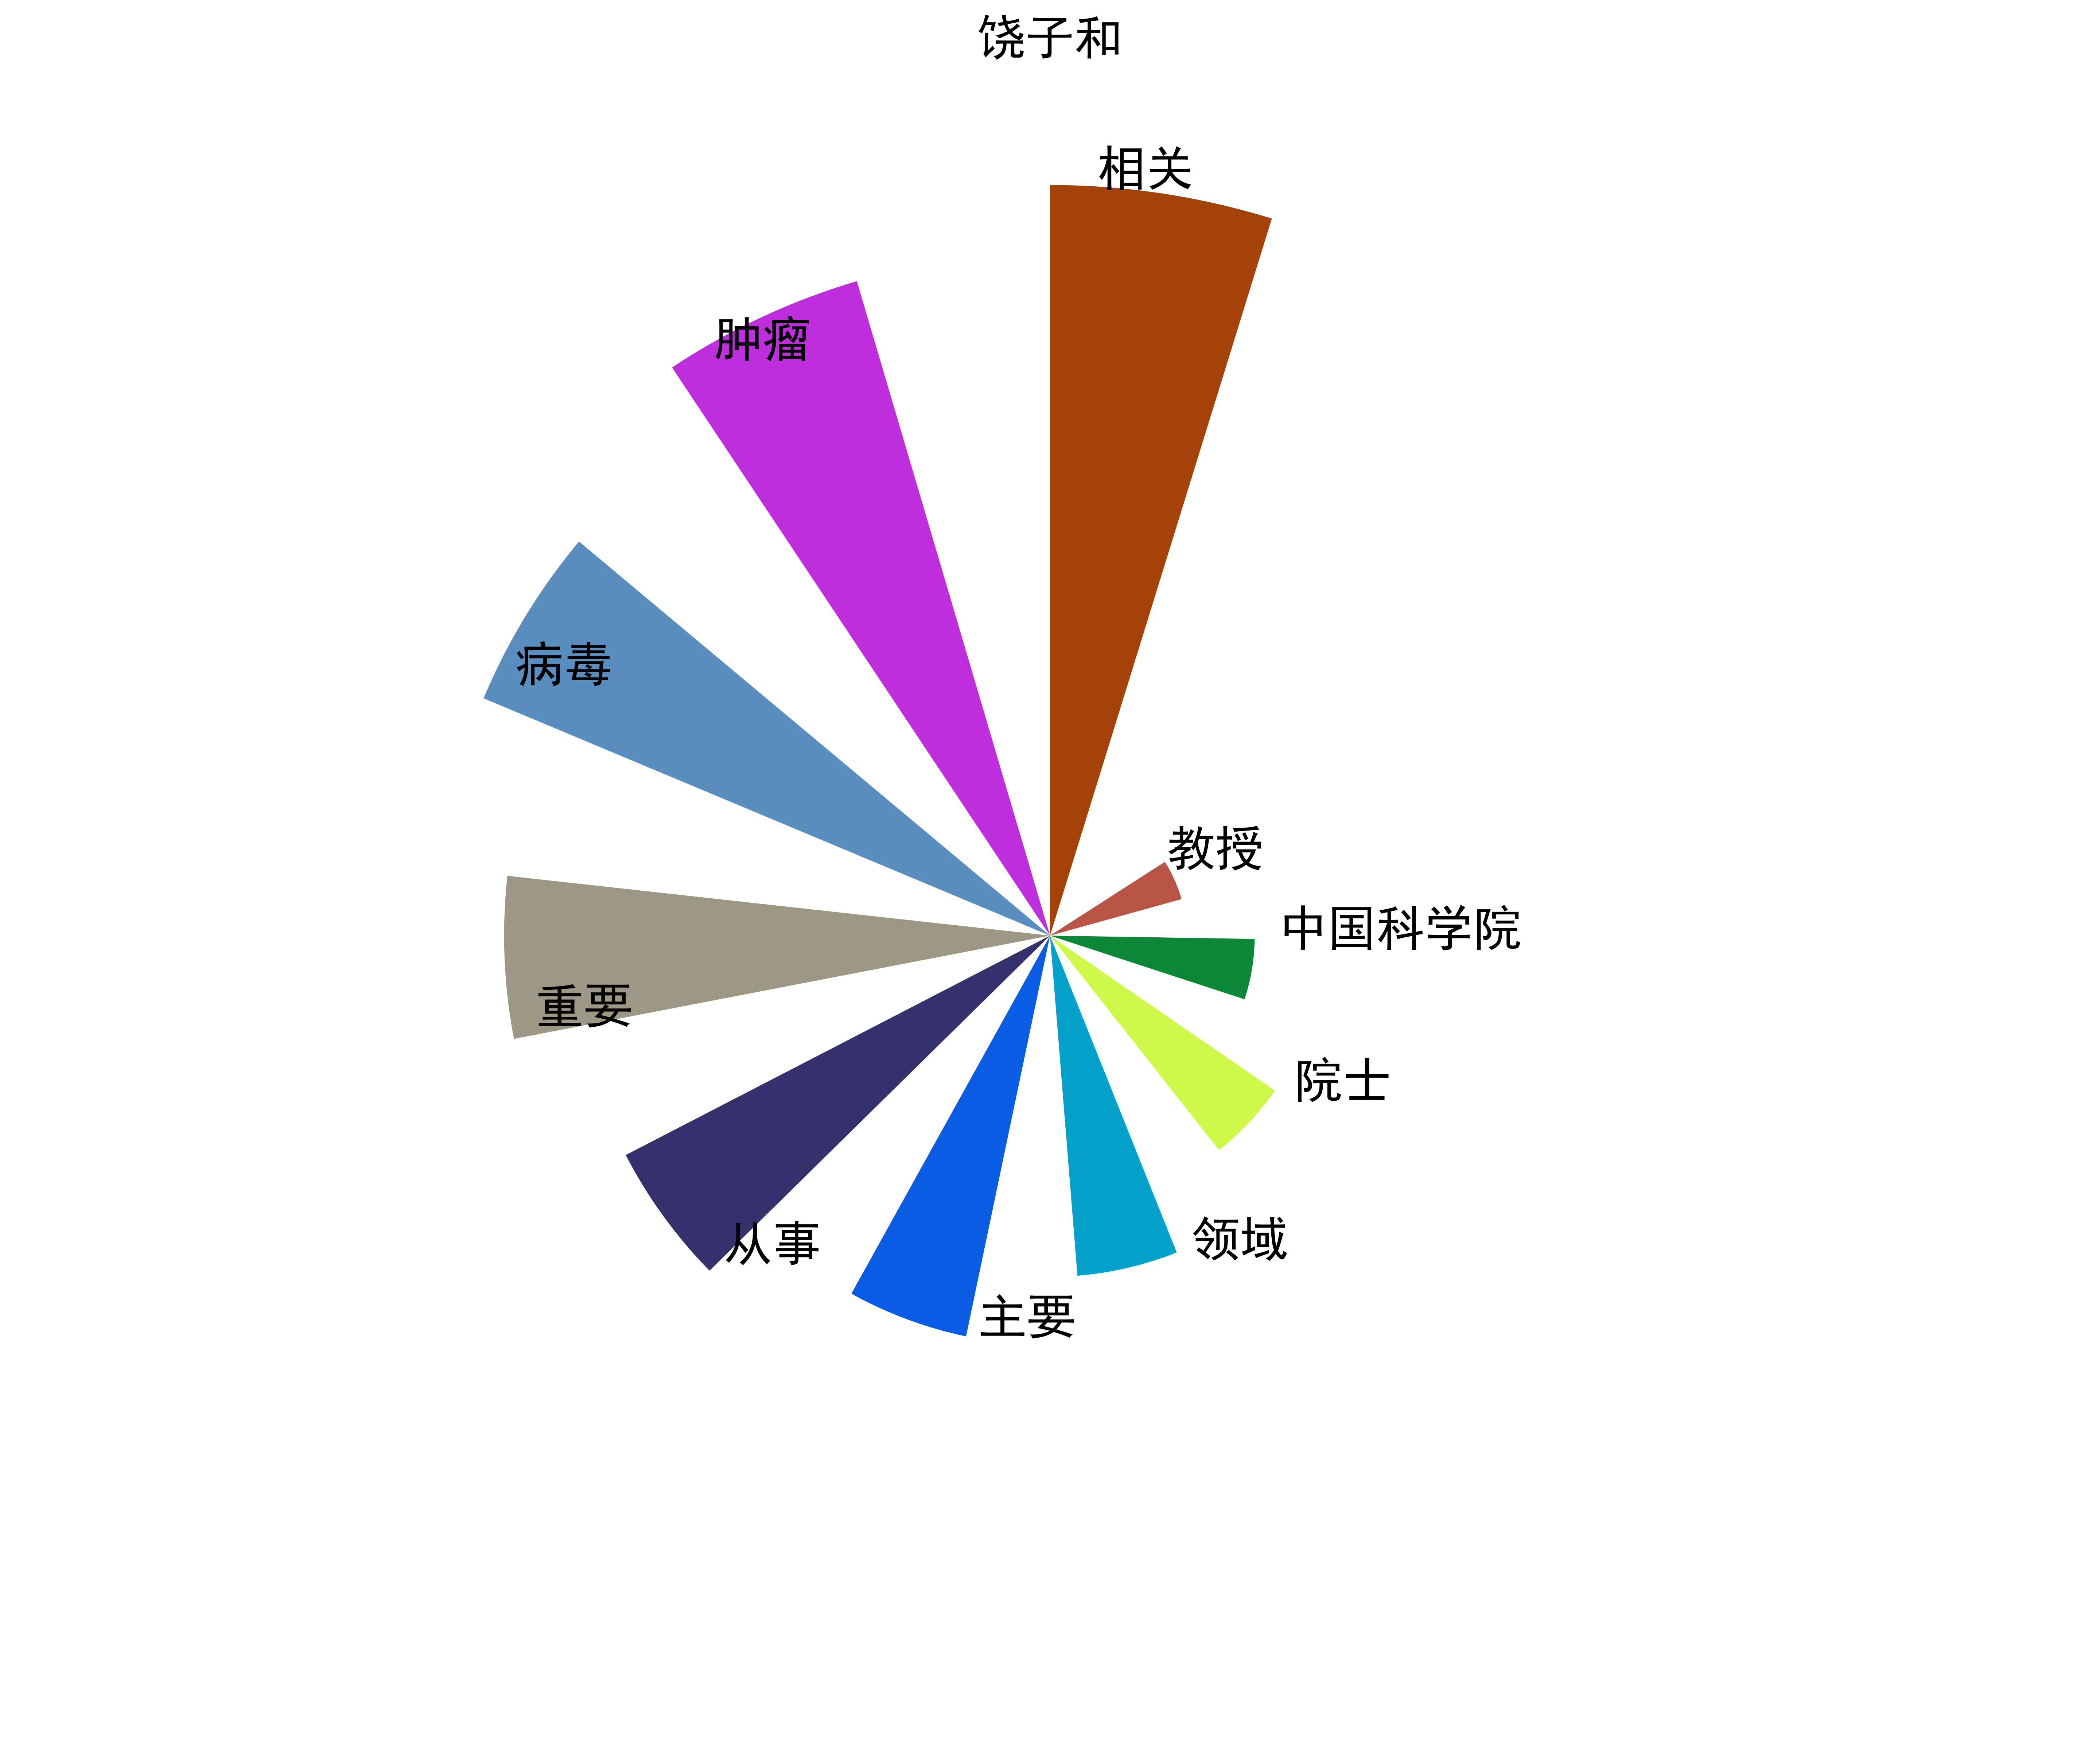 饶子和
相关
肿瘤
病毒
教授
中国科学院
重要
院士
领域
从事
主要